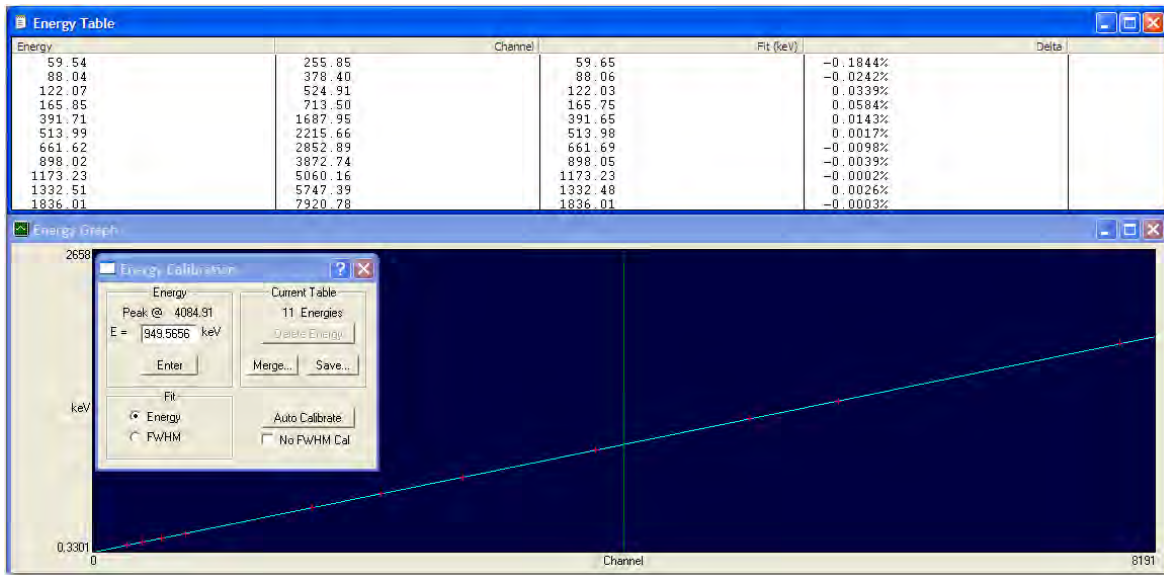 Energy Table
Energy Channel Fit (keV) Delta
59.54 255.85 59.65 -0.1844%
88.04 378.40 88.06 -0.0242%
122.07 524.91 122.03 0.0339%
165.85 713.50 165.75 0.0584%
391.71 1687.95 391.65 0.0143%
513.99 2215.66 513.98 0.0017%
661.62 2852.89 661.69 -0.0098%
898.02 3872.74 898.05 -0.0039%
1173.23 5060.16 1173.23 -0.0002%
1332.51 5747.39 1332.48 0.0026%
1836.01 7920.78 1836.01 -0.0003%
Energy Graph
2658
Energy Calibration
Energy
Peak @ 4084.91
E = 949.5656 keV
Enter
Current Table
11 Energies
Delete Energy
Merge... Save...
Fit
Energy
FWHM
Auto Calibrate
No FWHM Cal
keV
0.3301
0 Channel 8191